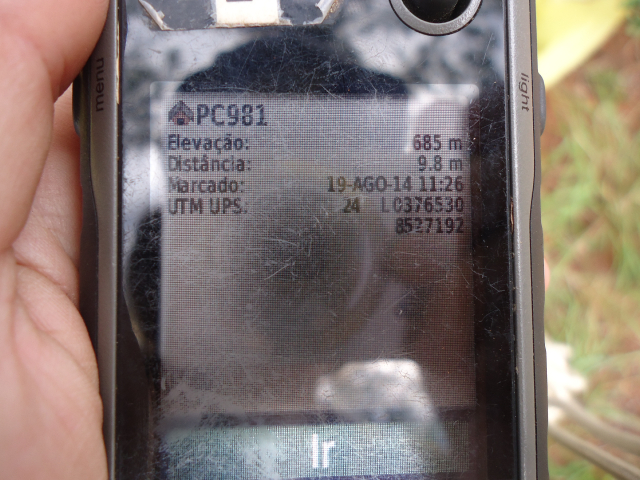 menu
light
PC981
Elevação: 685 m
Distância: 9.8 m
Marcado: 19-AGO-14 11:26
UTM UPS: 24 L0376530
8527192
Ir